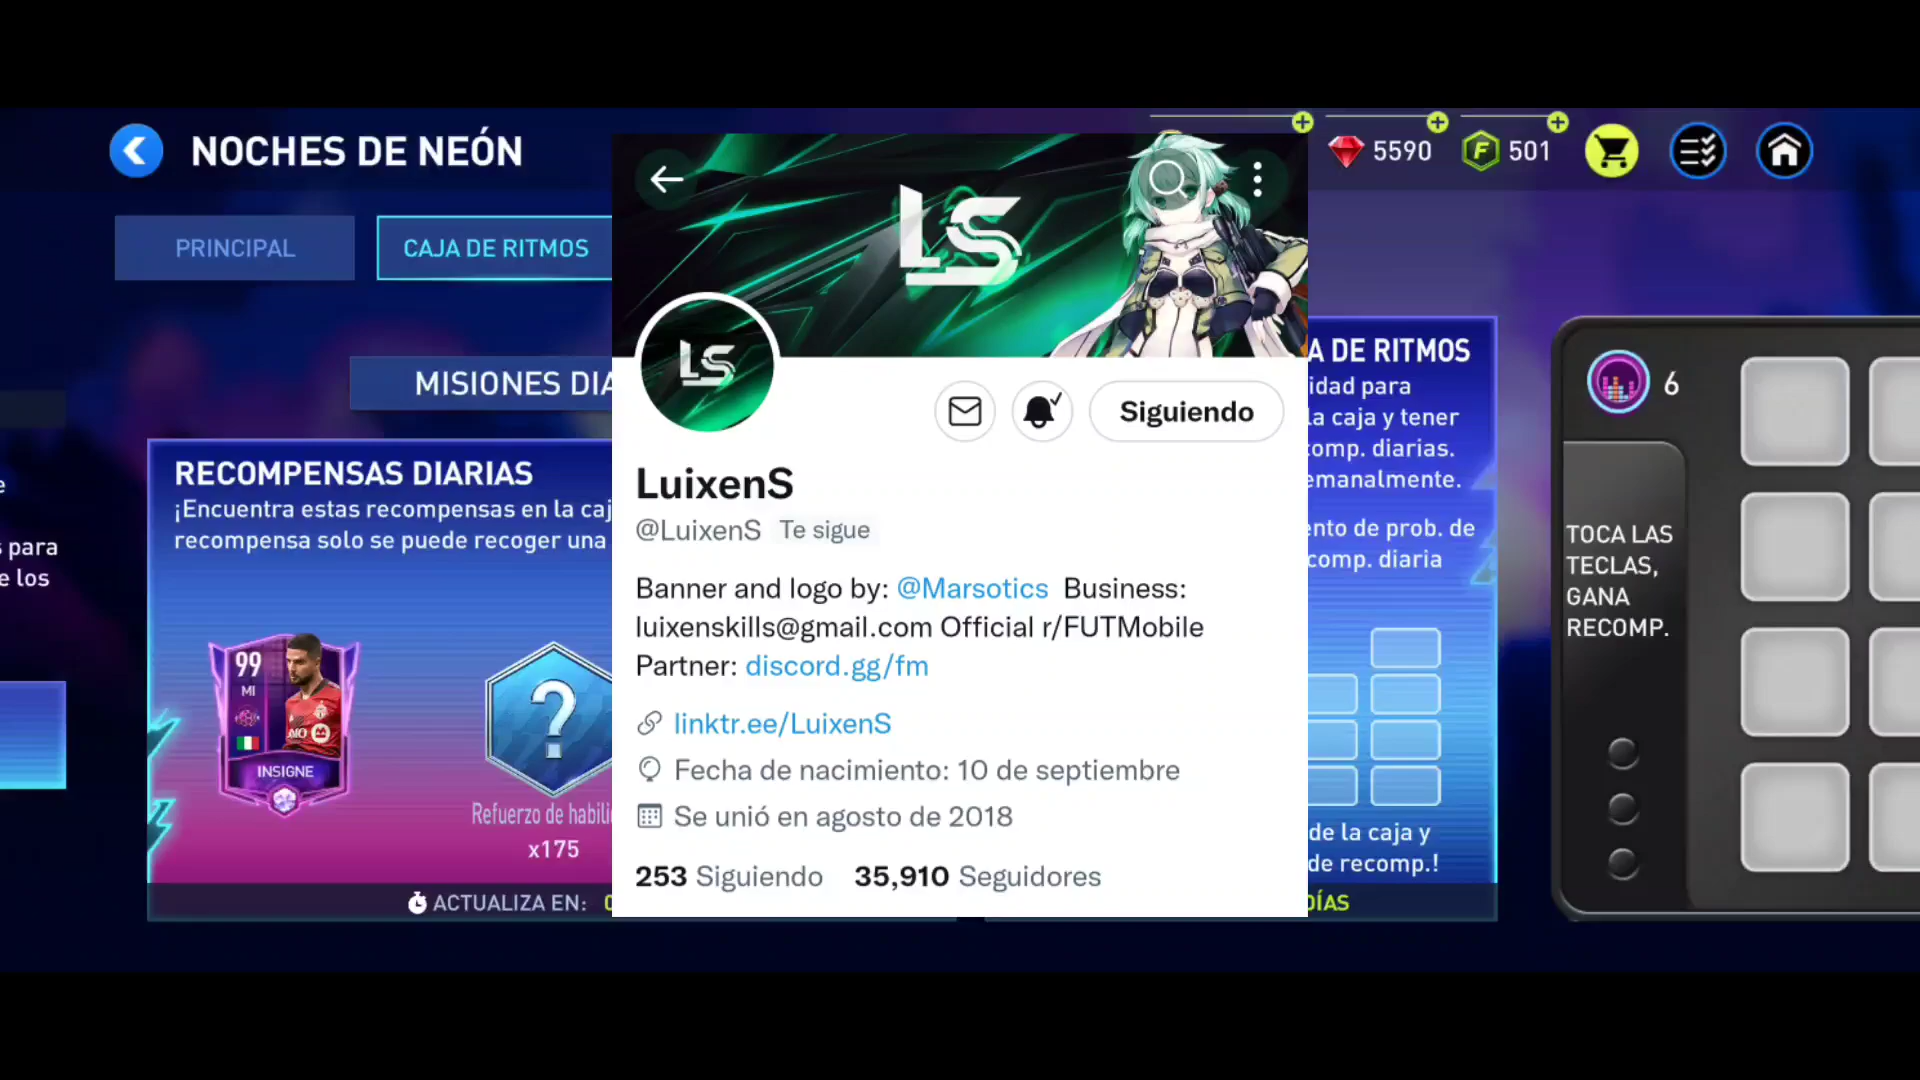 NOCHES DE NEÓN
5590
501
PRINCIPAL
CAJA DE RITMOS
MISIONES DIA
RECOMPENSAS DIARIAS
¡Encuentra estas recompensas en la caj
recompensa solo se puede recoger una
e
s para
e los
99
MI
INSIGNE
?
Refuerzo de habili
x175
ACTUALIZA EN:
LS
LS
Siguiendo
LuixenS
@LuixenS Te sigue
Banner and logo by: @Marsotics Business:
luixenskills@gmail.com Official r/FUTMobile
Partner: discord.gg/fm
linktr.ee/LuixenS
Fecha de nacimiento: 10 de septiembre
Se unió en agosto de 2018
253 Siguiendo 35,910 Seguidores
A DE RITMOS
idad para
la caja y tener
comp. diarias.
emanalmente.
ento de prob. de
comp. diaria
de la caja y
de recomp.!
DÍAS
6
TOCA LAS
TECLAS,
GANA
RECOMP.